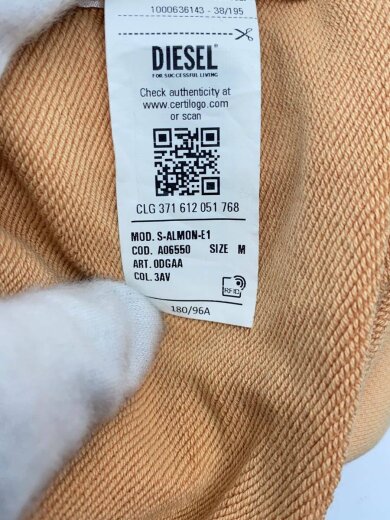 1000636143 - 38/195
DIESEL
FOR SUCCESSFUL LIVING
Check authenticity at
www.certilogo.com
or scan
CLG 371 612 051 768
MOD. S-ALMON-E1
COD. A06550 SIZE M
ART. 0DGAA
COL. 3AV
RFID
180/96A